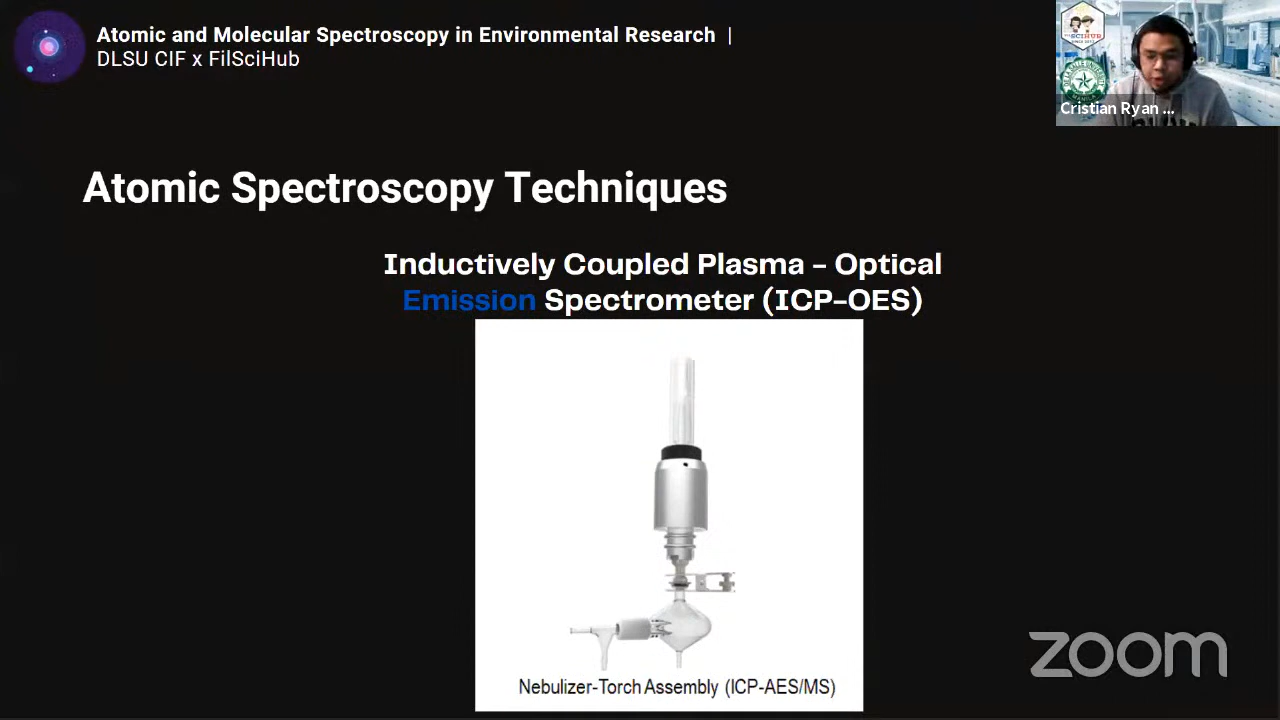 Atomic and Molecular Spectroscopy in Environmental Research |
DLSU CIF x FilSciHub
Cristian Ryan ...
Atomic Spectroscopy Techniques
Inductively Coupled Plasma - Optical
Emission Spectrometer (ICP-OES)
Nebulizer-Torch Assembly (ICP-AES/MS)
zoom